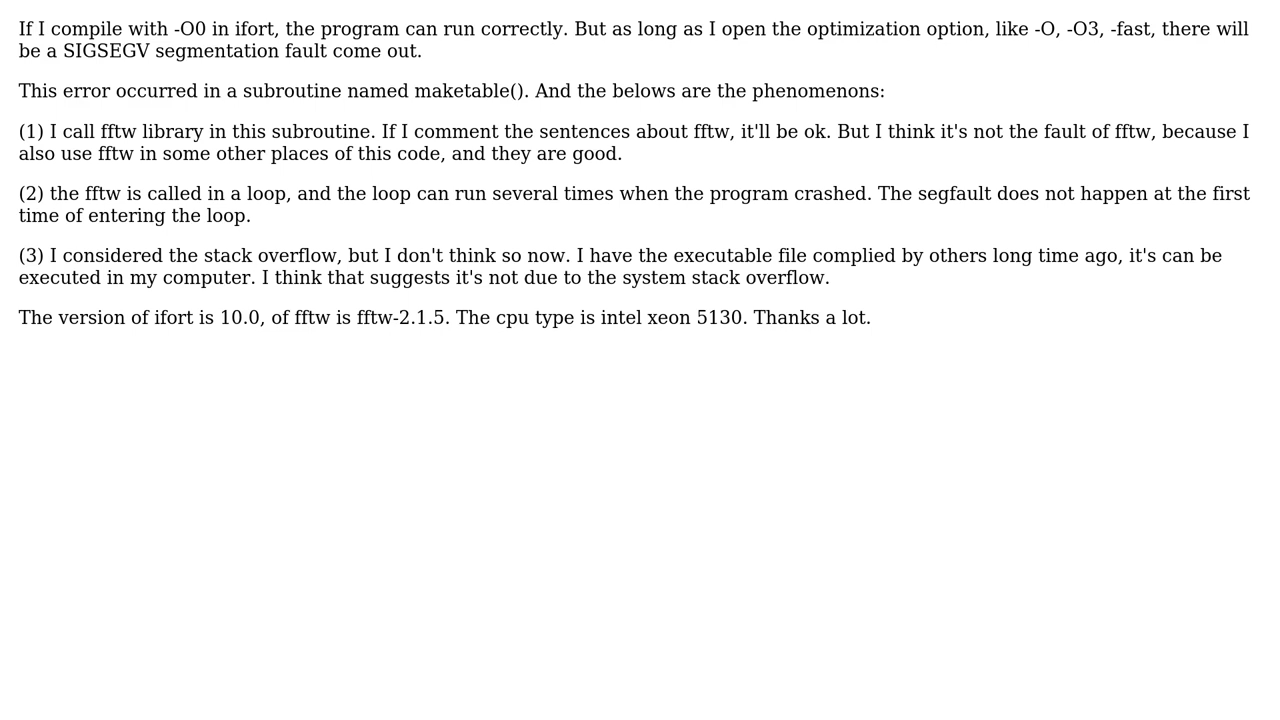 If I compile with -O0 in ifort, the program can run correctly. But as long as I open the optimization option, like -O, -O3, -fast, there will
be a SIGSEGV segmentation fault come out.
This error occurred in a subroutine named maketable(). And the belows are the phenomenons:
(1) I call fftw library in this subroutine. If I comment the sentences about fftw, it'll be ok. But I think it's not the fault of fftw, because I
also use fftw in some other places of this code, and they are good.
(2) the fftw is called in a loop, and the loop can run several times when the program crashed. The segfault does not happen at the first
time of entering the loop.
(3) I considered the stack overflow, but I don't think so now. I have the executable file complied by others long time ago, it's can be
executed in my computer. I think that suggests it's not due to the system stack overflow.
The version of ifort is 10.0, of fftw is fftw-2.1.5. The cpu type is intel xeon 5130. Thanks a lot.